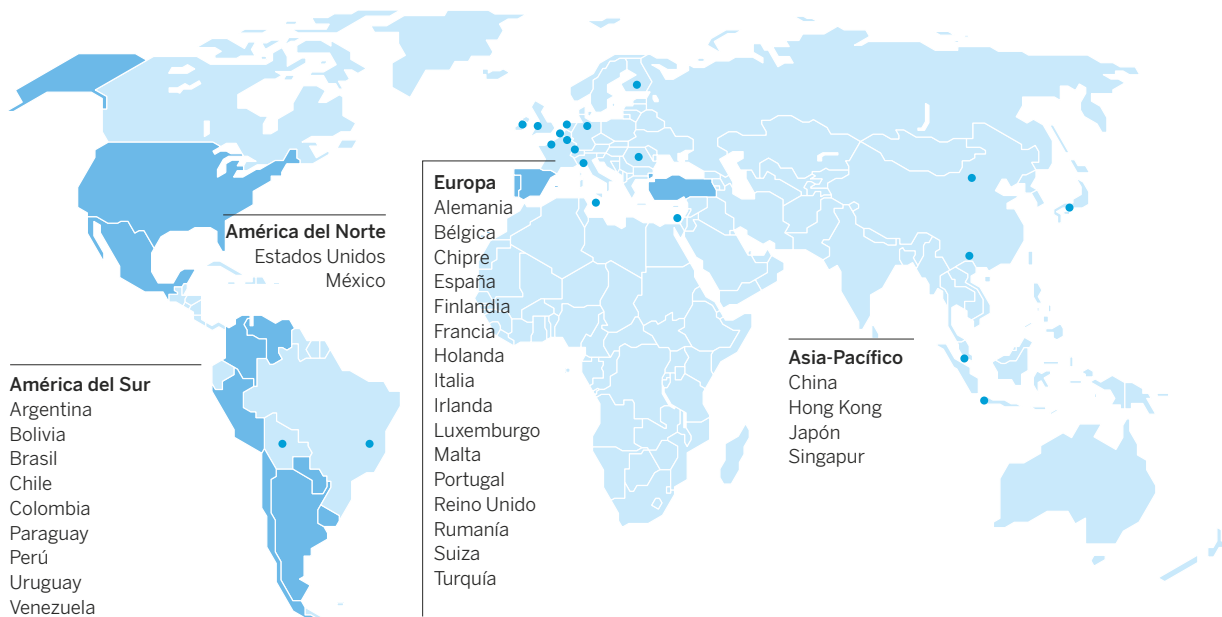 América del Norte
Estados Unidos
México
América del Sur
Argentina
Bolivia
Brasil
Chile
Colombia
Paraguay
Perú
Uruguay
Venezuela
Europa
Alemania
Bélgica
Chipre
España
Finlandia
Francia
Holanda
Italia
Irlanda
Luxemburgo
Malta
Portugal
Reino Unido
Rumanía
Suiza
Turquía
Asia-Pacífico
China
Hong Kong
Japón
Singapur